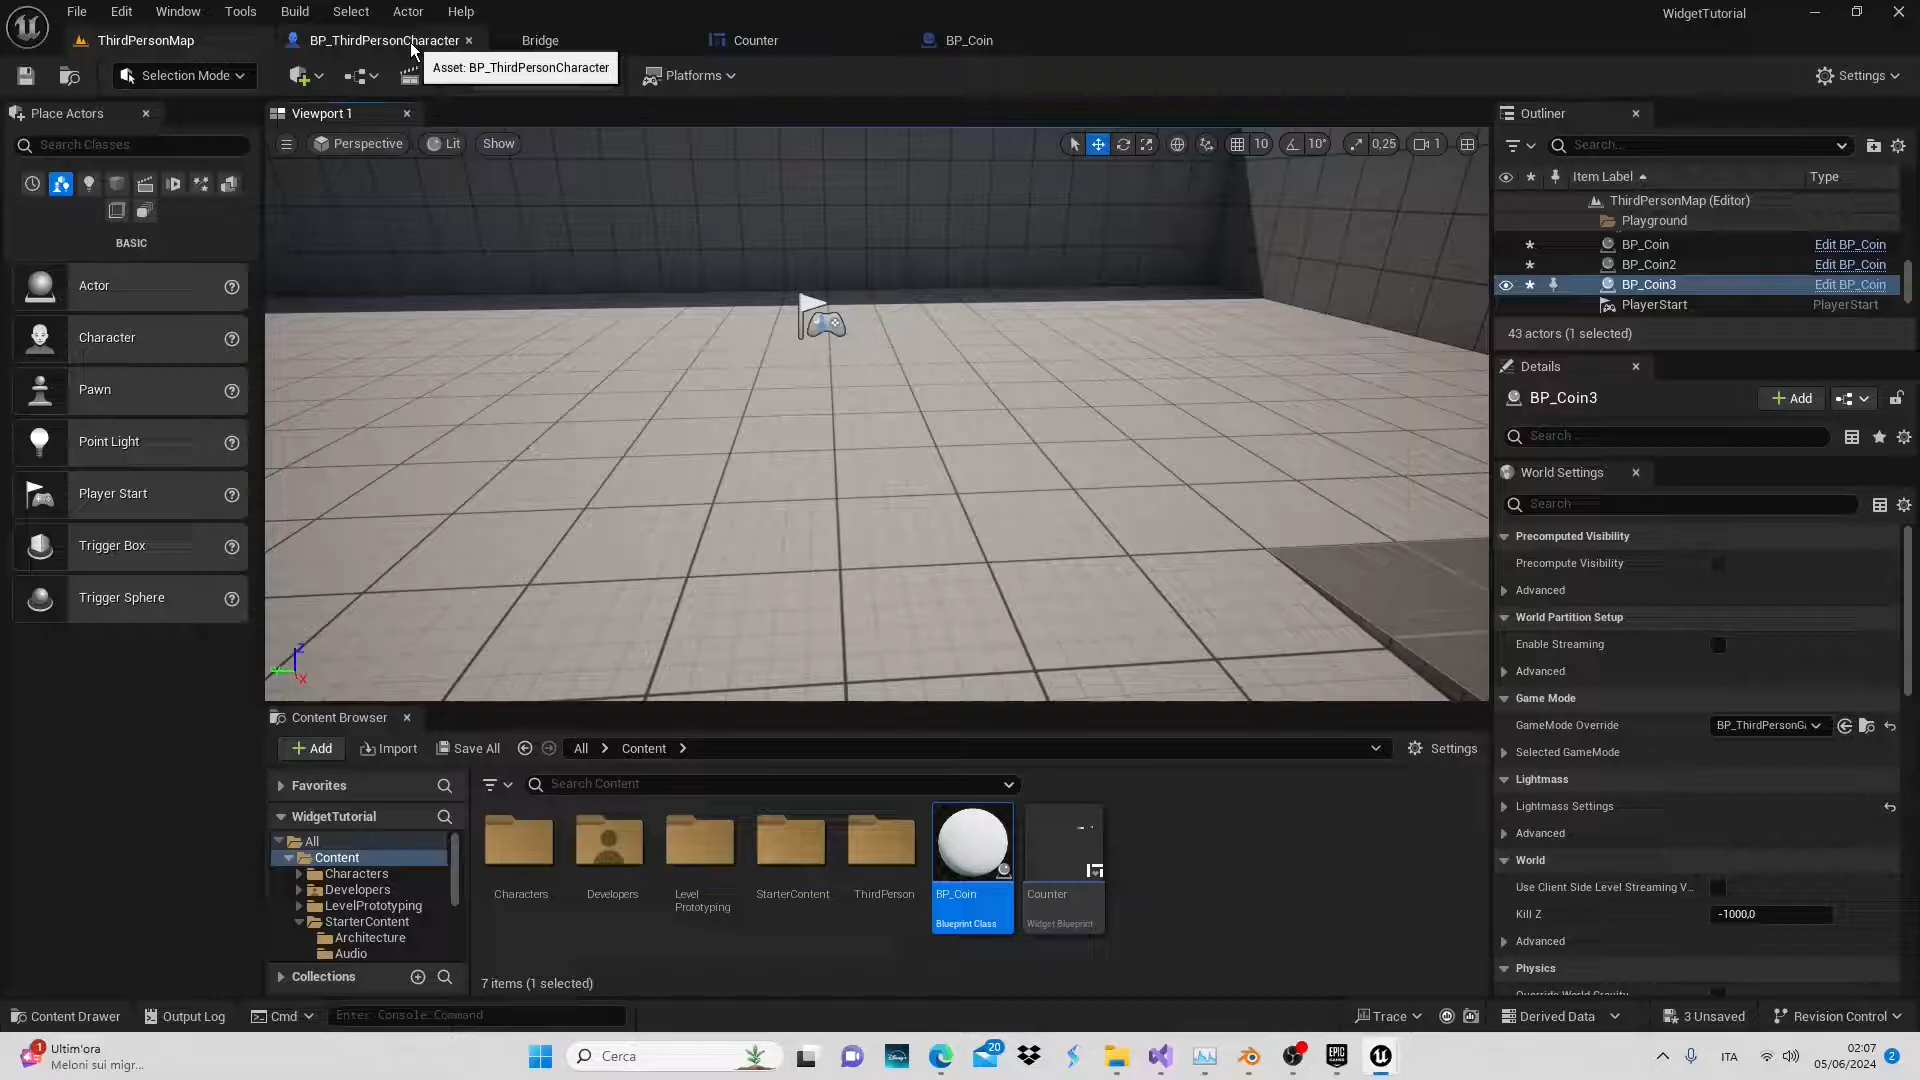 File Edit Window Tools Build Select Actor Help
WidgetTutorial
ThirdPersonMap
BP_ThirdPersonCharacter
Bridge
Counter
BP_Coin
Selection Mode
Asset: BP_ThirdPersonCharacter
Platforms
Settings
Place Actors
Search Classes
BASIC
Actor
Character
Pawn
Point Light
Player Start
Trigger Box
Trigger Sphere
Viewport 1
Perspective
Lit
Show
10
10°
0,25
1
Z
X
Outliner
Search...
Item Label
Type
ThirdPersonMap (Editor)
Playground
BP_Coin Edit BP_Coin
BP_Coin2 Edit BP_Coin
BP_Coin3 Edit BP_Coin
PlayerStart PlayerStart
43 actors (1 selected)
Details
BP_Coin3
Add
Search
World Settings
Search
Precomputed Visibility
Precompute Visibility
Advanced
World Partition Setup
Enable Streaming
Advanced
Game Mode
GameMode Override BP_ThirdPersonGa
Selected GameMode
Lightmass
Lightmass Settings
Advanced
World
Use Client Side Level Streaming V...
Kill Z -1000,0
Advanced
Physics
Override World Gravity
Content Browser
Add
Import
Save All
All
Content
Settings
Favorites
Search Content
WidgetTutorial
All
Content
Characters
Developers
LevelPrototyping
StarterContent
Architecture
Audio
Collections
Characters
Developers
Level
Prototyping
StarterContent
ThirdPerson
BP_Coin
Blueprint Class
Counter
Widget Blueprint
7 items (1 selected)
Content Drawer
Output Log
Cmd
Enter Console Command
Trace
Derived Data
3 Unsaved
Revision Control
1
Ultim'ora
Meloni sui migr...
Cerca
Disney+
20
EPIC
GAMES
ITA
02:07
05/06/2024
2